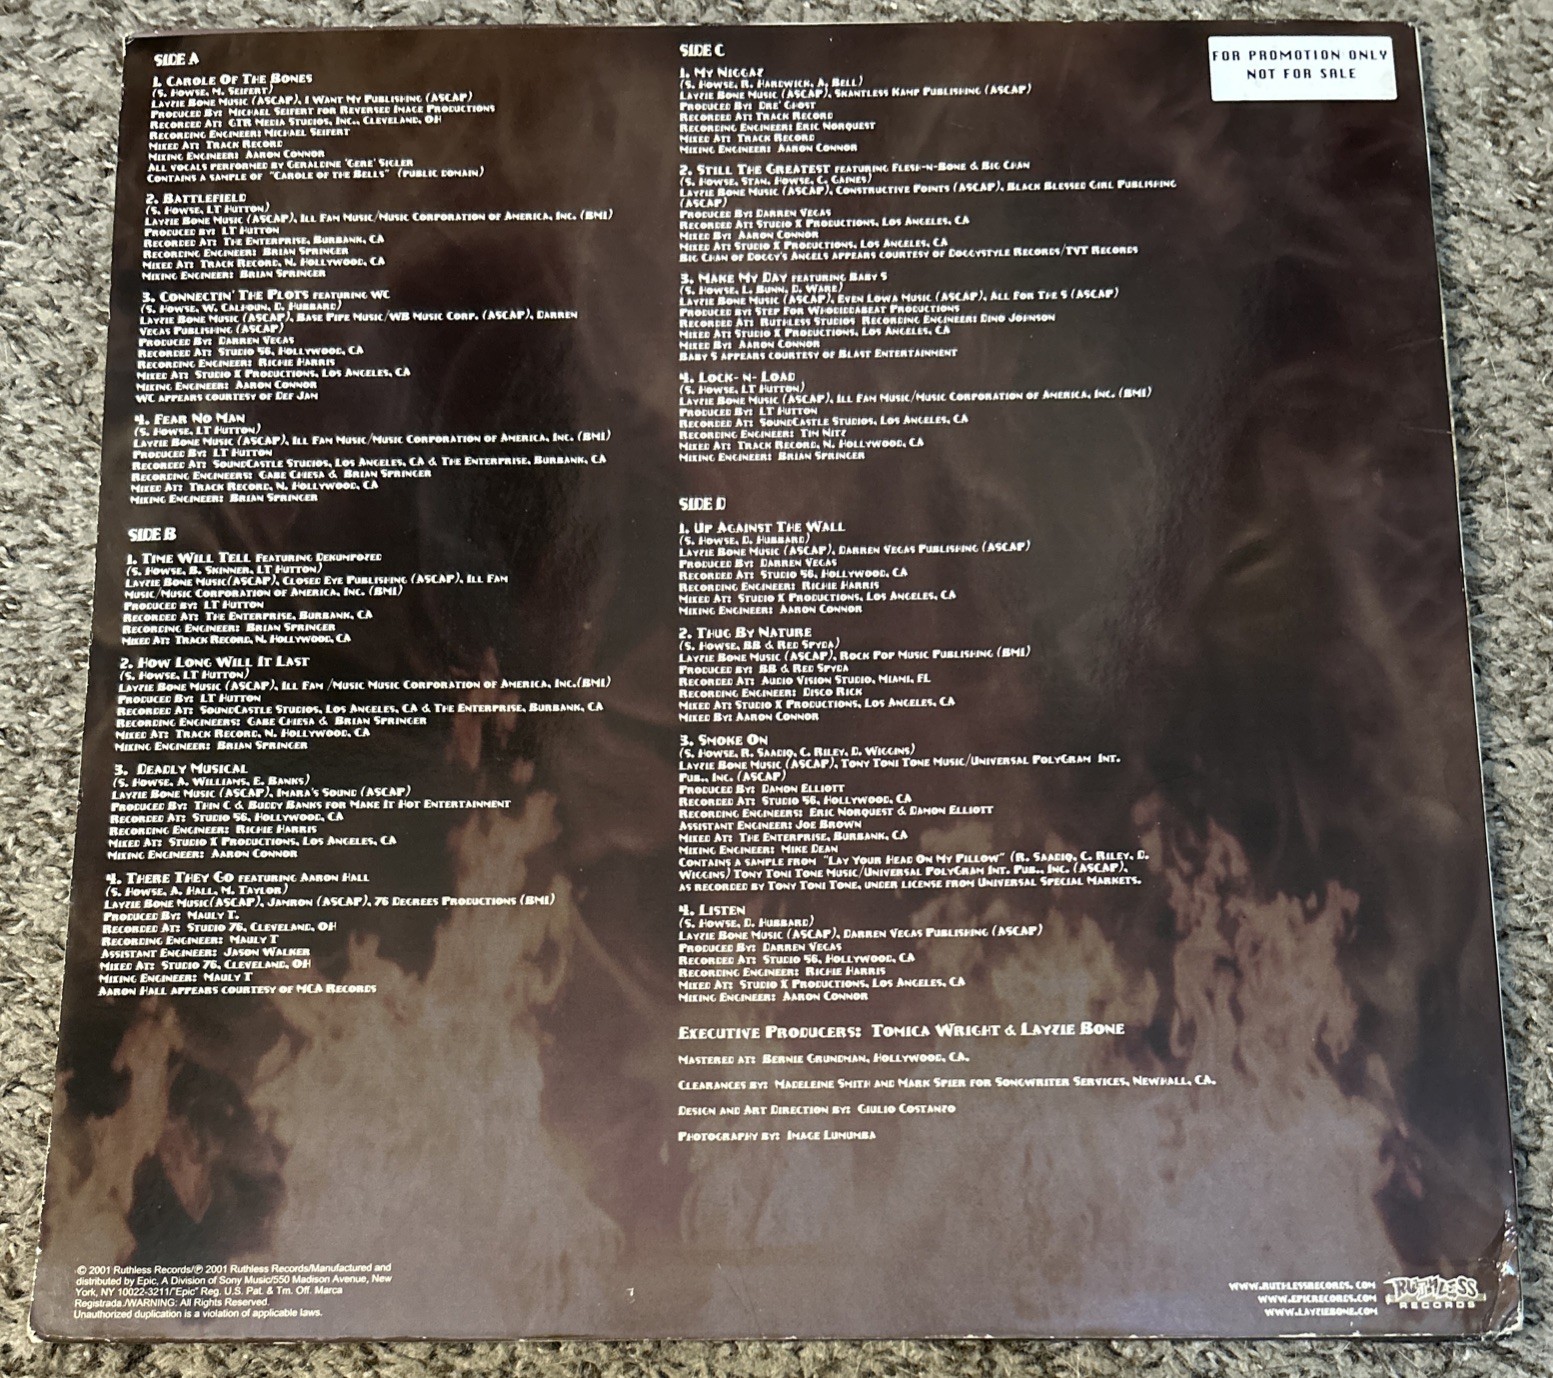 SIDE A
1. Carole Of The Bones
(S. Howse, M. Seifert)
Layzie Bone Music (ASCAP), I Want My Publishing (ASCAP)
Produced By: Michael Seifert for Reversed Image Productions
Recorded At: GTR Media Studios, Inc., Cleveland, OH
Recording Engineer: Michael Seifert
Mixed At: Track Record
Mixing Engineer: Aaron Connor
All vocals performed by Geraldine 'Gere' Sigler
Contains a sample of "Carole of the Bells" (public domain)
2. Battlefield
(S. Howse, LT Hutton)
Layzie Bone Music (ASCAP), Ill Fam Music/Music Corporation of America, Inc. (BMI)
Produced By: LT Hutton
Recorded At: The Enterprise, Burbank, CA
Recording Engineer: Brian Springer
Mixed At: Track Record, N. Hollywood, CA
Mixing Engineer: Brian Springer
3. Connectin' The Plots featuring WC
(S. Howse, W. Calhoun, D. Hubbard)
Layzie Bone Music (ASCAP), Base Pipe Music/WB Music Corp. (ASCAP), Darren
Vegas Publishing (ASCAP)
Produced By: Darren Vegas
Recorded At: Studio 56, Hollywood, CA
Recording Engineer: Richie Harris
Mixed At: Studio X Productions, Los Angeles, CA
Mixing Engineer: Aaron Connor
WC appears courtesy of Def Jam
4. Fear No Man
(S. Howse, LT Hutton)
Layzie Bone Music (ASCAP), Ill Fam Music/Music Corporation of America, Inc. (BMI)
Produced By: LT Hutton
Recorded At: SoundCastle Studios, Los Angeles, CA & The Enterprise, Burbank, CA
Recording Engineers: Gabe Chiesa & Brian Springer
Mixed At: Track Record, N. Hollywood, CA
Mixing Engineer: Brian Springer
SIDE B
1. Time Will Tell featuring Dekumpozed
(S. Howse, B. Skinner, LT Hutton)
Layzie Bone Music(ASCAP), Closed Eye Publishing (ASCAP), Ill Fam
Music/Music Corporation of America, Inc. (BMI)
Produced by: LT Hutton
Recorded At: The Enterprise, Burbank, CA
Recording Engineer: Brian Springer
Mixed At: Track Record, N. Hollywood, CA
2. How Long Will It Last
(S. Howse, LT Hutton)
Layzie Bone Music (ASCAP), Ill Fam /Music Music Corporation of America, Inc.(BMI)
Produced By: LT Hutton
Recorded At: SoundCastle Studios, Los Angeles, CA & The Enterprise, Burbank, CA
Recording Engineers: Gabe Chiesa & Brian Springer
Mixed At: Track Record, N. Hollywood, CA
Mixing Engineer: Brian Springer
3. Deadly Musical
(S. Howse, A. Williams, E. Banks)
Layzie Bone Music (ASCAP), Imara's Sound (ASCAP)
Produced By: Thin C & Buddy Banks for Make It Hot Entertainment
Recorded At: Studio 56, Hollywood, CA
Recording Engineer: Richie Harris
Mixed At: Studio X Productions, Los Angeles, CA
Mixing Engineer: Aaron Connor
4. There They Go featuring Aaron Hall
(S. Howse, A. Hall, M. Taylor)
Layzie Bone Music(ASCAP), Jamron (ASCAP), 76 Degrees Productions (BMI)
Produced By: Mauly T.
Recorded At: Studio 76, Cleveland, OH
Recording Engineer: Mauly T
Assistant Engineer: Jason Walker
Mixed At: Studio 76, Cleveland, OH
Mixing Engineer: Mauly T
Aaron Hall appears courtesy of MCA Records
SIDE C
1. My Niggaz
(S. Howse, R. Hardwick, A. Bell)
Layzie Bone Music (ASCAP), Skantless Kamp Publishing (ASCAP)
Produced By: Dre' Ghost
Recorded At: Track Record
Recording Engineer: Eric Norquest
Mixed At: Track Record
Mixing Engineer: Aaron Connor
2. Still The Greatest featuring Flesh-n-Bone & Big Chan
(S. Howse, Stan. Howse, C. Gaines)
Layzie Bone Music (ASCAP), Constructive Points (ASCAP), Black Blessed Girl Publishing
(ASCAP)
Produced By: Darren Vegas
Recorded At: Studio X Productions, Los Angeles, CA
Mixed By: Aaron Connor
Mixed At: Studio X Productions, Los Angeles, CA
Big Chan of Doggy's Angels appears courtesy of Doggystyle Records/TVT Records
3. Make My Day featuring Baby S
(S. Howse, L. Bunn, D. Ware)
Layzie Bone Music (ASCAP), Even Lowa Music (ASCAP), All For The S (ASCAP)
Produced By: Step For Whodiddabeat Productions
Recorded At: Ruthless Studios Recording Engineer: Dino Johnson
Mixed At: Studio X Productions, Los Angeles, CA
Mixed By: Aaron Connor
Baby S appears courtesy of Blast Entertainment
4. Lock- N- Load
(S. Howse, LT Hutton)
Layzie Bone Music (ASCAP), Ill Fam Music/Music Corporation of America, Inc. (BMI)
Produced By: LT Hutton
Recorded At: SoundCastle Studios, Los Angeles, CA
Recording Engineer: Tim Nitz
Mixed At: Track Record, N. Hollywood, CA
Mixing Engineer: Brian Springer
SIDE D
1. Up Against The Wall
(S. Howse, D. Hubbard)
Layzie Bone Music (ASCAP), Darren Vegas Publishing (ASCAP)
Produced By: Darren Vegas
Recorded At: Studio 56, Hollywood, CA
Recording Engineer: Richie Harris
Mixed At: Studio X Productions, Los Angeles, CA
Mixing Engineer: Aaron Connor
2. Thug By Nature
(S. Howse, BB & Red Spyda)
Layzie Bone Music (ASCAP), Rock Pop Music Publishing (BMI)
Produced By: BB & Red Spyda
Recorded At: Audio Vision Studio, Miami, FL
Recording Engineer: Disco Rick
Mixed At: Studio X Productions, Los Angeles, CA
Mixed By: Aaron Connor
3. Smoke On
(S. Howse, R. Saadiq, C. Riley, D. Wiggins)
Layzie Bone Music (ASCAP), Tony Toni Tone Music/Universal PolyGram Int.
Pub., Inc. (ASCAP)
Produced By: Damon Elliott
Recorded At: Studio 56, Hollywood, CA
Recording Engineers: Eric Norquest & Damon Elliott
Assistant Engineer: Joe Brown
Mixed At: The Enterprise, Burbank, CA
Mixing Engineer: Mike Dean
Contains a sample from "Lay Your Head On My Pillow" (R. Saadiq, C. Riley, D.
Wiggins) Tony Toni Tone Music/Universal PolyGram Int. Pub., Inc. (ASCAP),
as recorded by Tony Toni Tone, under license from Universal Special Markets.
4. Listen
(S. Howse, D. Hubbard)
Layzie Bone Music (ASCAP), Darren Vegas Publishing (ASCAP)
Produced By: Darren Vegas
Recorded At: Studio 56, Hollywood, CA
Recording Engineer: Richie Harris
Mixed At: Studio X Productions, Los Angeles, CA
Mixing Engineer: Aaron Connor
Executive Producers: Tomica Wright & Layzie Bone
Mastered at: Bernie Grundman, Hollywood, CA.
Clearances by: Madeleine Smith and Mark Spier for Songwriter Services, Newhall, CA.
Design and Art Direction by: Giulio Costanzo
Photography by: Image Lumumba
FOR PROMOTION ONLY
NOT FOR SALE
© 2001 Ruthless Records/℗ 2001 Ruthless Records/Manufactured and
distributed by Epic, A Division of Sony Music/550 Madison Avenue, New
York, NY 10022-3211/"Epic" Reg. U.S. Pat. & Tm. Off. Marca
Registrada./WARNING: All Rights Reserved.
Unauthorized duplication is a violation of applicable laws.
www.ruthlessrecords.com
www.epicrecords.com
www.layziebone.com
RUTHLESS
RECORDS